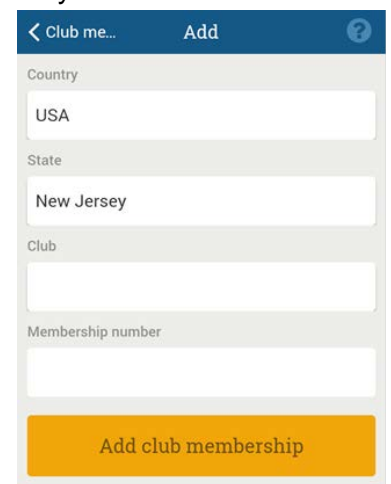 Club me... Add ?
Country
USA
State
New Jersey
Club
Membership number
Add club membership